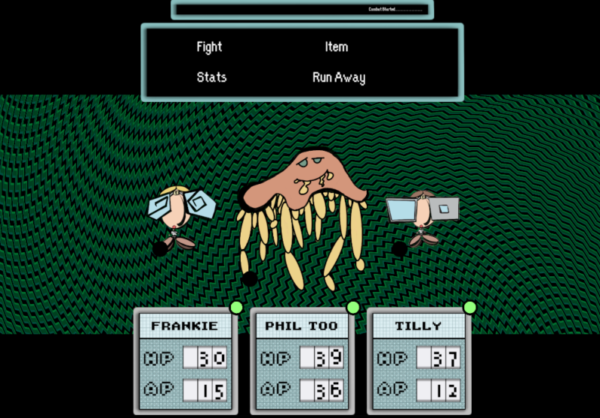 Combat Started
Fight Item
Stats Run Away
FRANKIE PHIL TOO TILLY
HP 30 HP 39 HP 37
AP 15 AP 36 AP 12